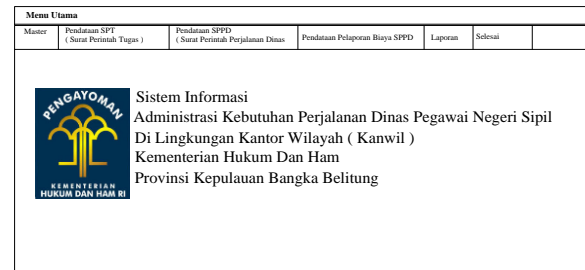 Menu Utama
Master
Pendataan SPT
( Surat Perintah Tugas )
Pendataan SPPD
( Surat Perintah Perjalanan Dinas
Pendataan Pelaporan Biaya SPPD
Laporan
Selesai
PENGAYOMAN
KEMENTERIAN
HUKUM DAN HAM RI
Sistem Informasi
Administrasi Kebutuhan Perjalanan Dinas Pegawai Negeri Sipil
Di Lingkungan Kantor Wilayah ( Kanwil )
Kementerian Hukum Dan Ham
Provinsi Kepulauan Bangka Belitung